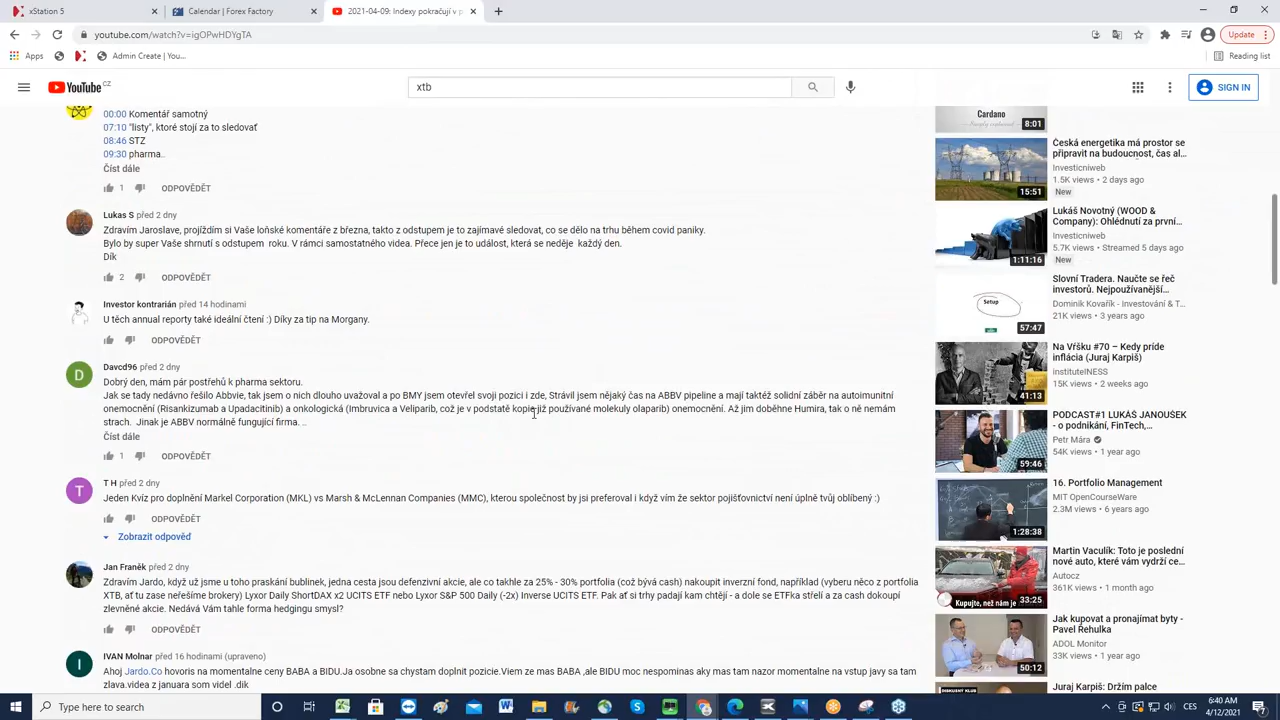 xStation 5
Calendar | Forex Factory
2021-04-09: Indexy pokračují v p
youtube.com/watch?v=igOPwHDYgTA
Update
Apps
Admin Create | You...
Reading list
YouTube CZ
xtb
SIGN IN
00:00 Komentář samotný
07:10 "listy", ktoré stojí za to sledovať
08:46 STZ
09:30 pharma..
Číst dále
1 ODPOVĚDĚT
Lukas S před 2 dny
Zdravím Jaroslave, projíždím si Vaše loňské komentáře z března, takto z odstupem je to zajímavé sledovat, co se dělo na trhu během covid paniky.
Bylo by super Vaše shrnutí s odstupem roku. V rámci samostatného videa. Přece jen je to událost, která se neděje každý den.
Dík
2 ODPOVĚDĚT
Investor kontrarián před 14 hodinami
U těch annual reporty také ideální čtení :) Díky Za tip na Morgany.
ODPOVĚDĚT
D
Davcd96 před 2 dny
Dobrý den, mám pár postřehů k pharma sektoru.
Jak se tady nedávno řešilo Abbvie, tak jsem o nich dlouho uvažoval a po BMY jsem otevřel svoji pozici i zde, Strávil jsem nějaký čas na ABBV pipeline a mají taktéž solidní záběr na autoimunitní
onemocnění (Risankizumab a Upadacitinib) a onkologická (Imbruvica a Veliparib, což je v podstatě kopie již používané molekuly olaparib) onemocnění. Až jim doběhne Humira, tak o ně nemám
strach. Jinak je ABBV normálně fungující firma. ..
Číst dále
1 ODPOVĚDĚT
T
T H před 2 dny
Jeden Kvíz pro doplnění Markel Corporation (MKL) vs Marsh & McLennan Companies (MMC), kterou společnost by jsi preferoval i když vím že sektor pojišťovnictví není úplně tvůj oblíbený :)
ODPOVĚDĚT
Zobrazit odpověď
Jan Franěk před 2 dny
Zdravím Jardo, když už jsme u toho praskání bublinek, jedna cesta jsou defenzivní akcie, ale co takhle za 25% - 30% portfolia (což bývá cash) nakoupit inverzní fond, například (vyberu něco z portfolia
XTB, ať tu zase neřešíme brokery) Lyxor Daily ShortDAX x2 UCITS ETF nebo Lyxor S&P 500 Daily (-2x) Inverse UCITS ETF. Pak ať si trhy padají kam chtějí - a dole se ETFka střelí a za cash dokoupí
zlevněné akcie. Nedává Vám tahle forma hedgingu smysl?
ODPOVĚDĚT
I
IVAN Molnar před 16 hodinami (upraveno)
Ahoj Jardo.Co hovoris na momentalne ceny BABA a BIDU.Ja osobne sa chystam doplnit pozicie.Viem ze mas BABA ,ale BIDU moc nespominas aky mas tam nazor momentalne na vstup javy sa tam
zlava.videa z januara som videl .dik
Cardano
8:01
15:51
Česká energetika má prostor se
připravit na budoucnost, čas al...
Investicniweb
1.5K views • 2 days ago
New
1:11:16
Lukáš Novotný (WOOD &
Company): Ohlédnutí za první...
Investicniweb
5.7K views • Streamed 5 days ago
New
Setup
57:47
Slovní Tradera. Naučte se řeč
investorů. Nejpoužívanější...
Dominik Kovařík - Investování & T...
21K views • 3 years ago
41:13
Na Vŕšku #70 – Kedy príde
inflácia (Juraj Karpiš)
instituteINESS
15K views • 2 weeks ago
59:46
PODCAST#1 LUKÁŠ JANOUŠEK
- o podnikání, FinTech,...
Petr Mára
54K views • 1 year ago
1:28:38
16. Portfolio Management
MIT OpenCourseWare
2.3M views • 6 years ago
Kupujte, než nám je
33:25
Martin Vaculík: Toto je poslední
nové auto, které vám vydrží ce...
Autocz
361K views • 1 month ago
50:12
Jak kupovat a pronajímat byty -
Pavel Řehulka
ADOL Monitor
33K views • 1 year ago
DISKUSNÝ KLUB
Juraj Karpiš: Držím palce
Type here to search
CES
6:40 AM
4/12/2021